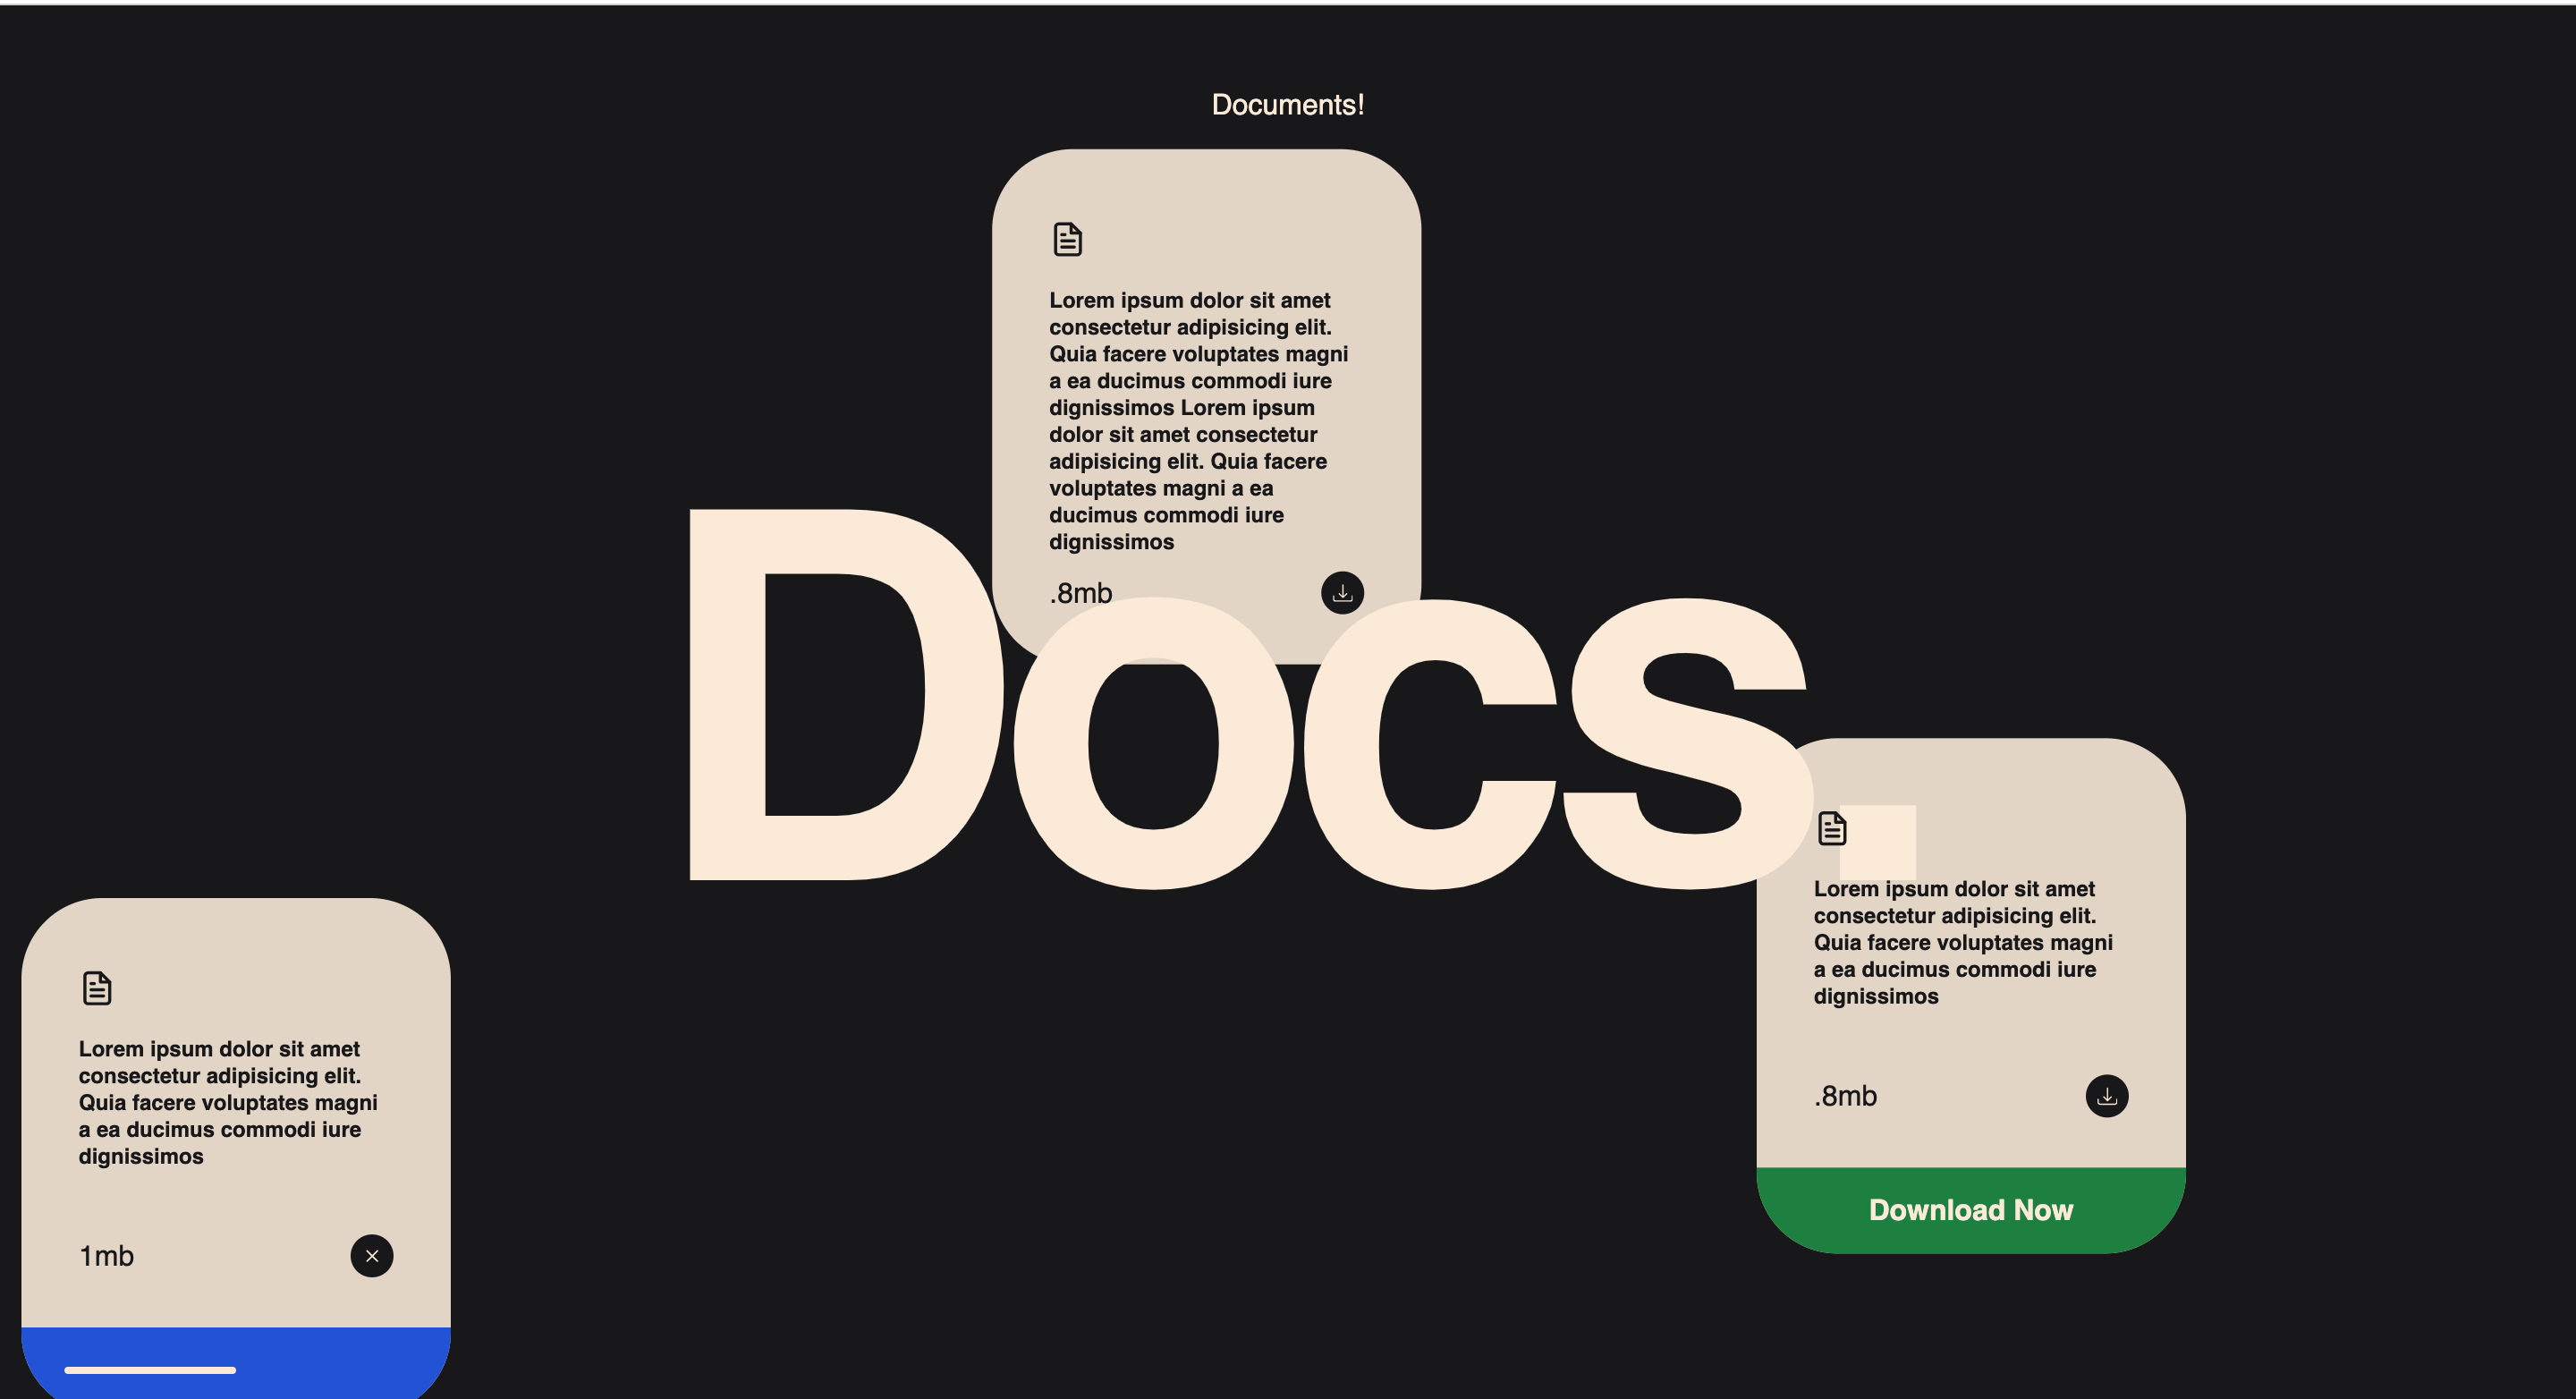 Documents!
Lorem ipsum dolor sit amet
consectetur adipisicing elit.
Quia facere voluptates magni
a ea ducimus commodi iure
dignissimos Lorem ipsum
dolor sit amet consectetur
adipisicing elit. Quia facere
voluptates magni a ea
ducimus commodi iure
dignissimos
.8mb
Docs.
Lorem ipsum dolor sit amet
consectetur adipisicing elit.
Quia facere voluptates magni
a ea ducimus commodi iure
dignissimos
1mb
Lorem ipsum dolor sit amet
consectetur adipisicing elit.
Quia facere voluptates magni
a ea ducimus commodi iure
dignissimos
.8mb
Download Now